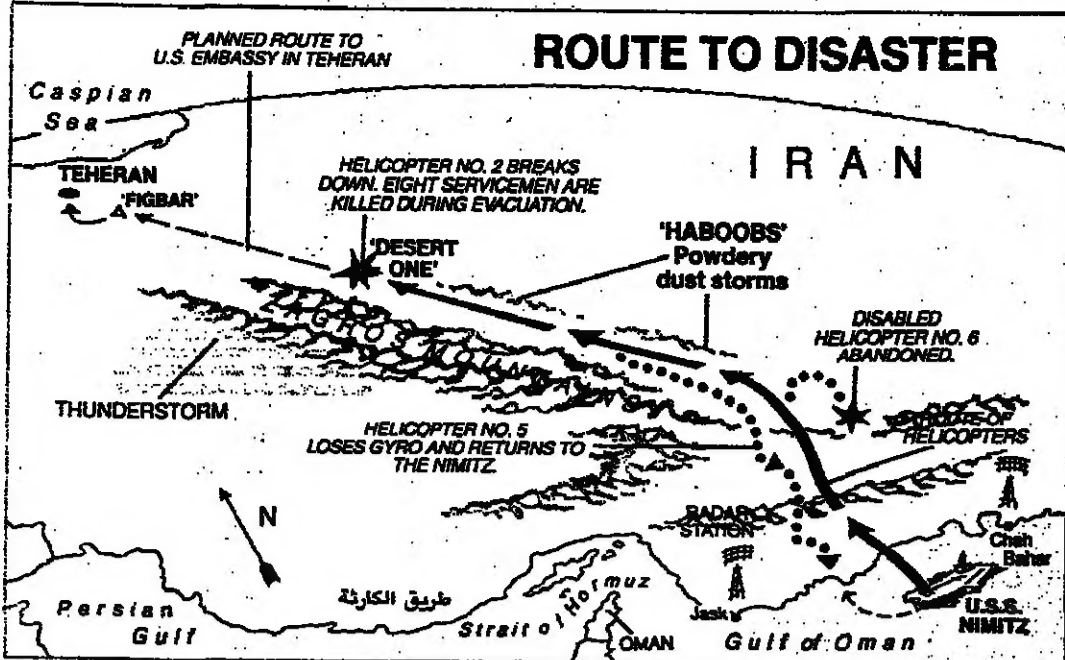 ROUTE TO DISASTER
PLANNED ROUTE TO
U.S. EMBASSY IN TEHERAN
Caspian
Sea
IRAN
TEHERAN
'FIGBAR'
HELICOPTER NO. 2 BREAKS
DOWN. EIGHT SERVICEMEN ARE
KILLED DURING EVACUATION.
'DESERT
ONE'
'HABOOBS'
Powdery
dust storms
DISABLED
HELICOPTER NO. 6
ABANDONED.
ZAGROS MOUNTAINS
THUNDERSTORM
HELICOPTER NO. 5
LOSES GYRO AND RETURNS TO
THE NIMITZ.
ROUTE OF
HELICOPTERS
N
RADAR
STATION
Chah
Bahar
طريق الكارثة
Persian
Gulf
Strait of Hormuz
OMAN
Jask
Gulf of Oman
U.S.S.
NIMITZ